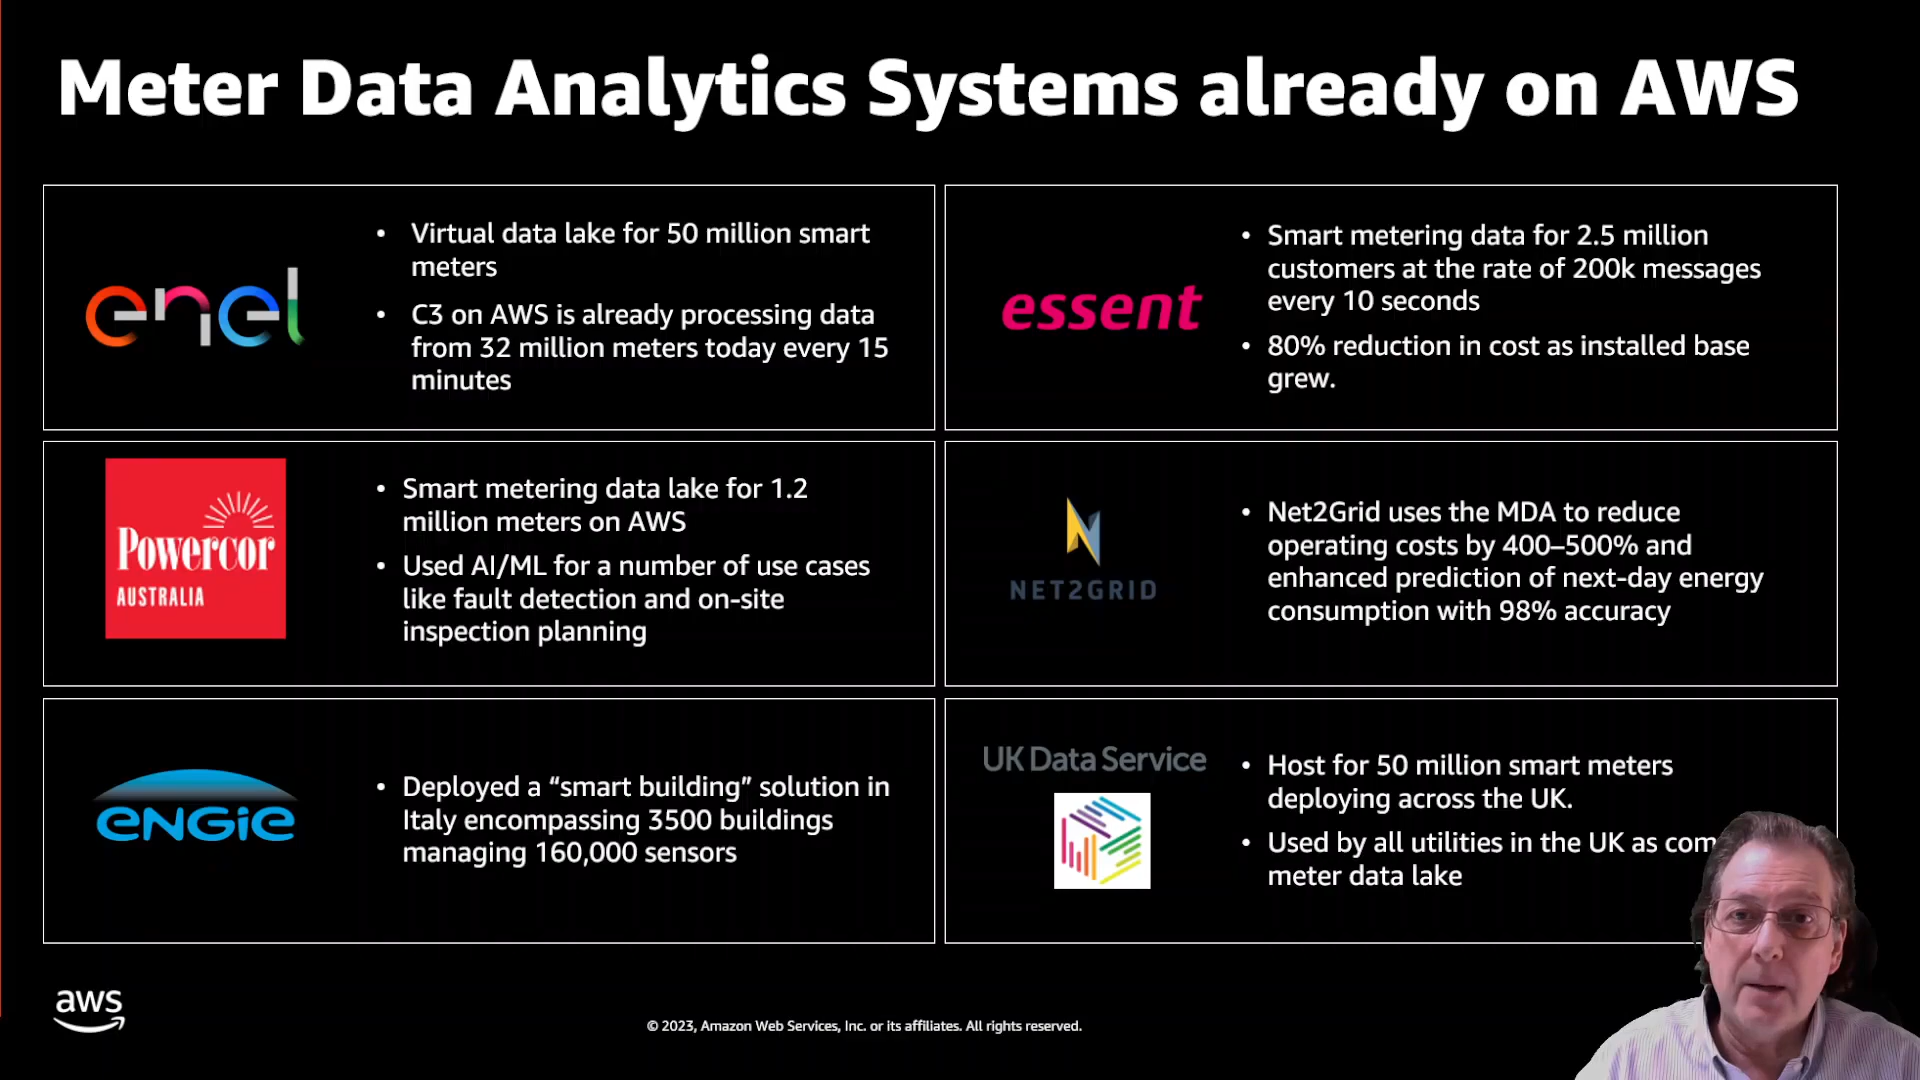 Meter Data Analytics Systems already on AWS
enel
• Virtual data lake for 50 million smart
meters
• C3 on AWS is already processing data
from 32 million meters today every 15
minutes
essent
• Smart metering data for 2.5 million
customers at the rate of 200k messages
every 10 seconds
• 80% reduction in cost as installed base
grew.
Powercor
AUSTRALIA
• Smart metering data lake for 1.2
million meters on AWS
• Used AI/ML for a number of use cases
like fault detection and on-site
inspection planning
NET2GRID
• Net2Grid uses the MDA to reduce
operating costs by 400–500% and
enhanced prediction of next-day energy
consumption with 98% accuracy
ENGIE
• Deployed a “smart building” solution in
Italy encompassing 3500 buildings
managing 160,000 sensors
UK Data Service
• Host for 50 million smart meters
deploying across the UK.
• Used by all utilities in the UK as
meter data lake
aws
© 2023, Amazon Web Services, Inc. or its affiliates. All rights reserved.